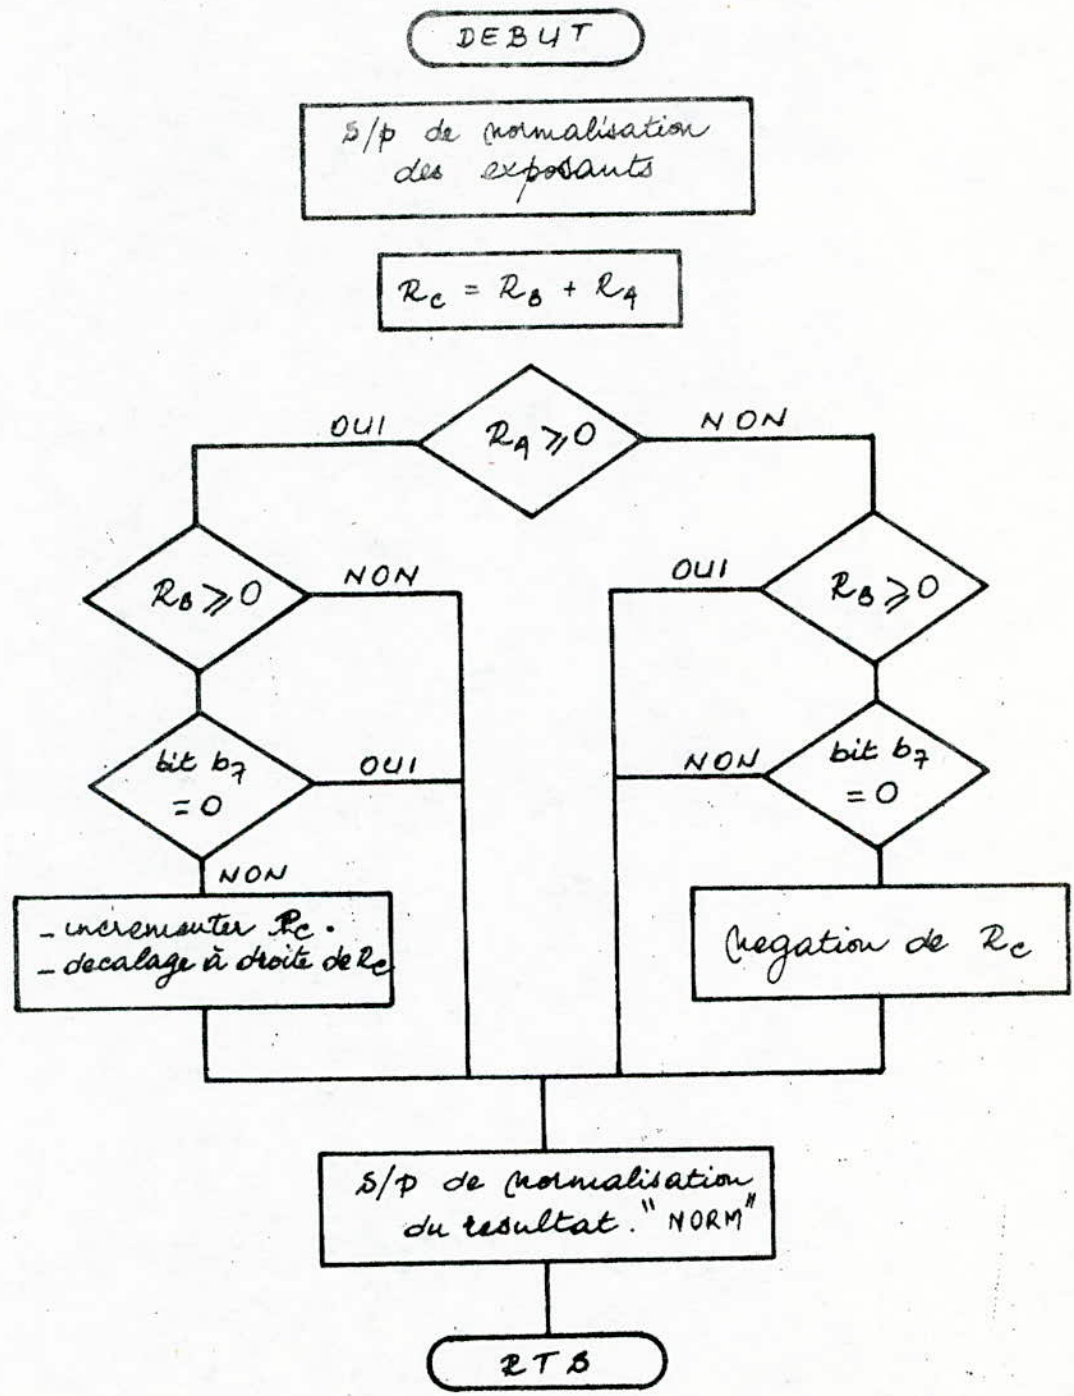 DEBUT
S/p de normalisation
des exposants
Rc = RB + RA
OUI
RA ⩾ 0
NON
RB ⩾ 0
NON
OUI
RB ⩾ 0
bit b7
= 0
OUI
NON
bit b7
= 0
NON
- incrementer Pc.
- decalage à droite de Rc
negation de Rc
S/P de normalisation
du resultat. "NORM"
RTS